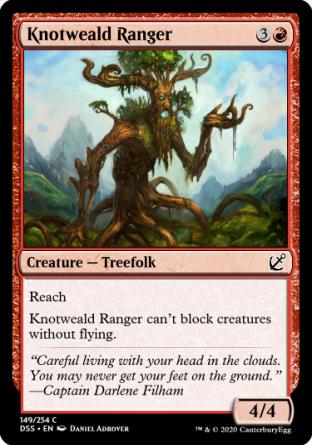 Knotweald Ranger 3
Creature — Treefolk
Reach
Knotweald Ranger can't block creatures
without flying.
"Careful living with your head in the clouds.
You may never get your feet on the ground."
—Captain Darlene Filham
4/4
149/254 C
DSS • EN Daniel Adrover
™ & © 2020 CanterburyEgg